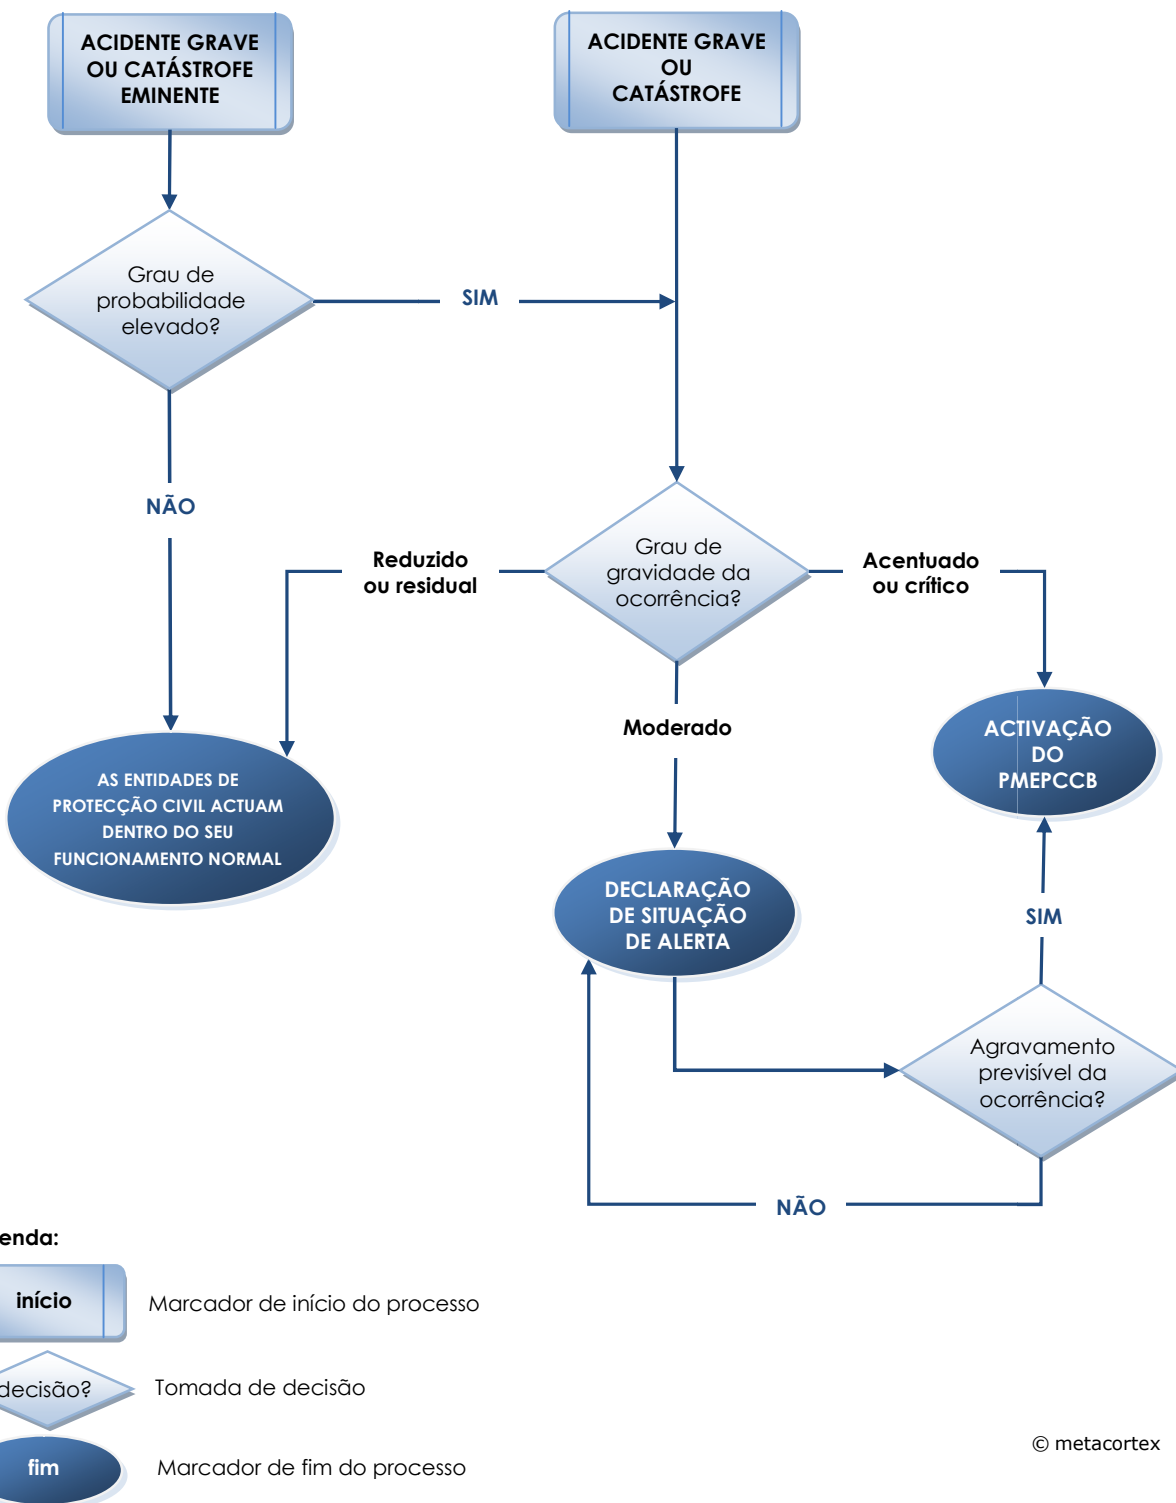 ACIDENTE GRAVE
OU CATÁSTROFE
EMINENTE
ACIDENTE GRAVE
OU
CATÁSTROFE
Grau de
probabilidade
elevado?
SIM
NÃO
Grau de
gravidade da
ocorrência?
Reduzido
ou residual
Acentuado
ou crítico
Moderado
ACTIVAÇÃO
DO
PMEPCCB
AS ENTIDADES DE
PROTECÇÃO CIVIL ACTUAM
DENTRO DO SEU
FUNCIONAMENTO NORMAL
DECLARAÇÃO
DE SITUAÇÃO
DE ALERTA
SIM
Agravamento
previsível da
ocorrência?
NÃO
enda:
início
Marcador de início do processo
decisão?
Tomada de decisão
fim
Marcador de fim do processo
© metacortex